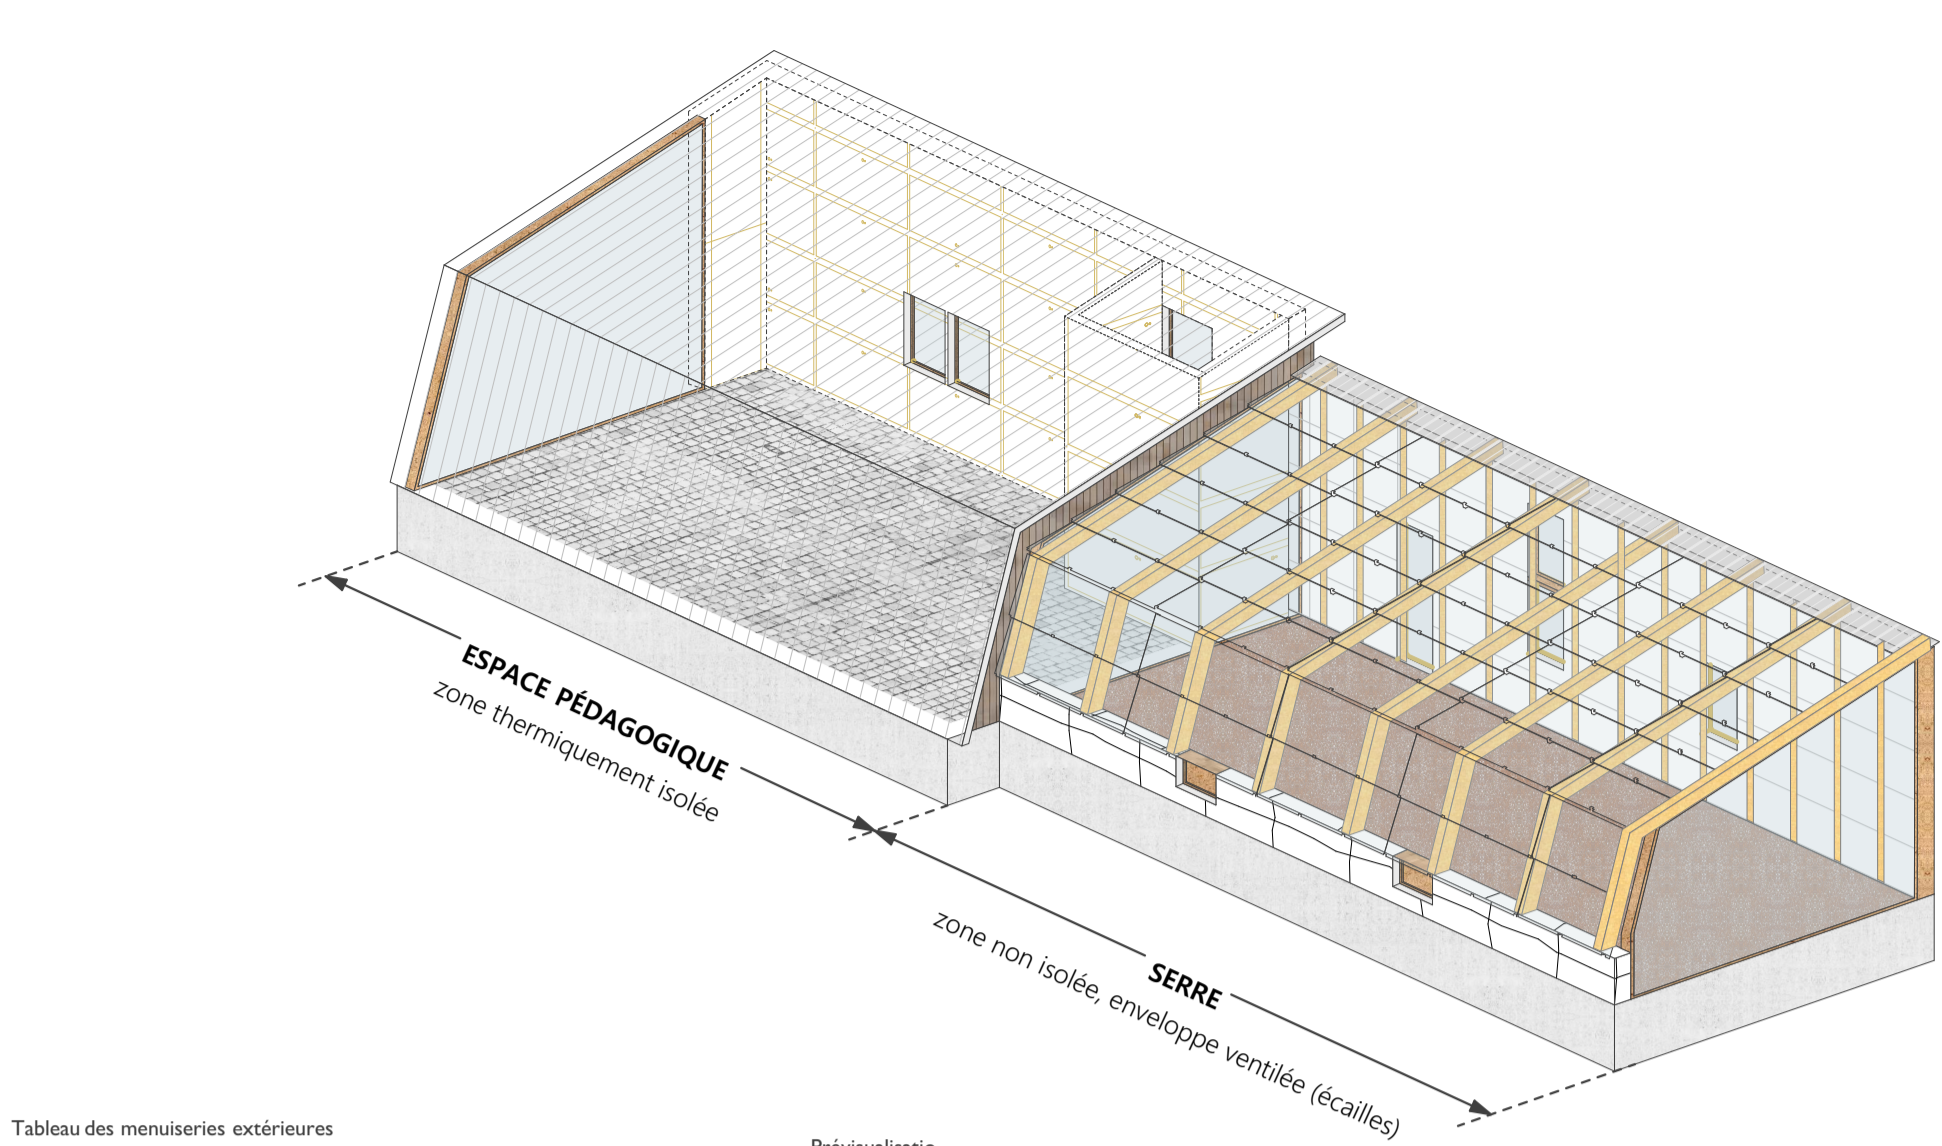 ESPACE PÉDAGOGIQUE
zone thermiquement isolée
SERRE
zone non isolée, enveloppe ventilée (écailles)
Tableau des menuiseries extérieures